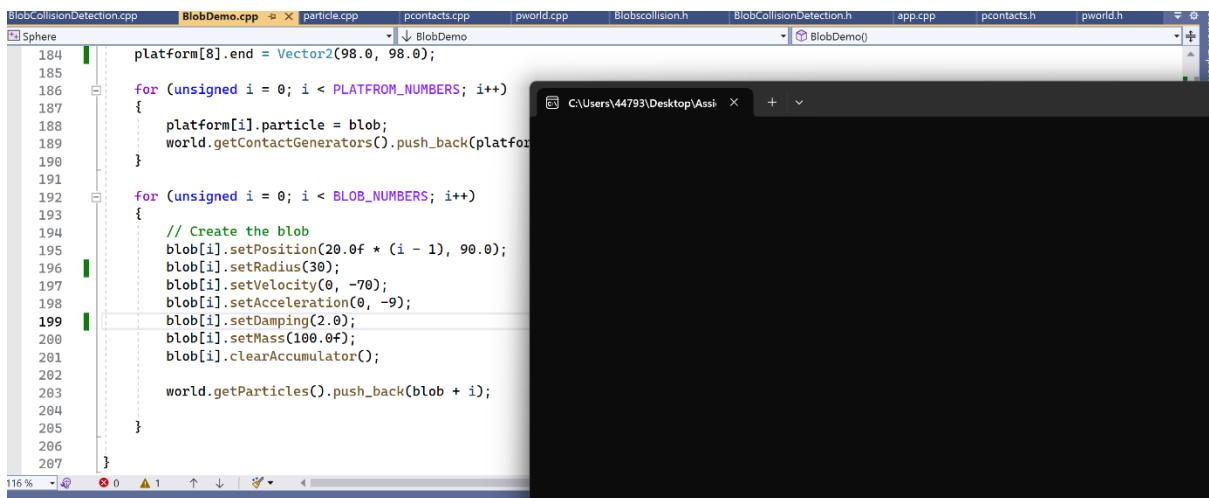 BlobCollisionDetection.cpp BlobDemo.cpp particle.cpp pcontacts.cpp pworld.cpp Blobscollision.h BlobCollisionDetection.h app.cpp pcontacts.h pworld.h
Sphere BlobDemo BlobDemo()
184 platform[8].end = Vector2(98.0, 98.0);
185
186 for (unsigned i = 0; i < PLATFROM_NUMBERS; i++)
187 {
188 platform[i].particle = blob;
189 world.getContactGenerators().push_back(platfor
190 }
191
192 for (unsigned i = 0; i < BLOB_NUMBERS; i++)
193 {
194 // Create the blob
195 blob[i].setPosition(20.0f * (i - 1), 90.0);
196 blob[i].setRadius(30);
197 blob[i].setVelocity(0, -70);
198 blob[i].setAcceleration(0, -9);
199 blob[i].setDamping(2.0);
200 blob[i].setMass(100.0f);
201 blob[i].clearAccumulator();
202
203 world.getParticles().push_back(blob + i);
204
205 }
206
207 }
116 % 0 1
C:\Users\44793\Desktop\Assi